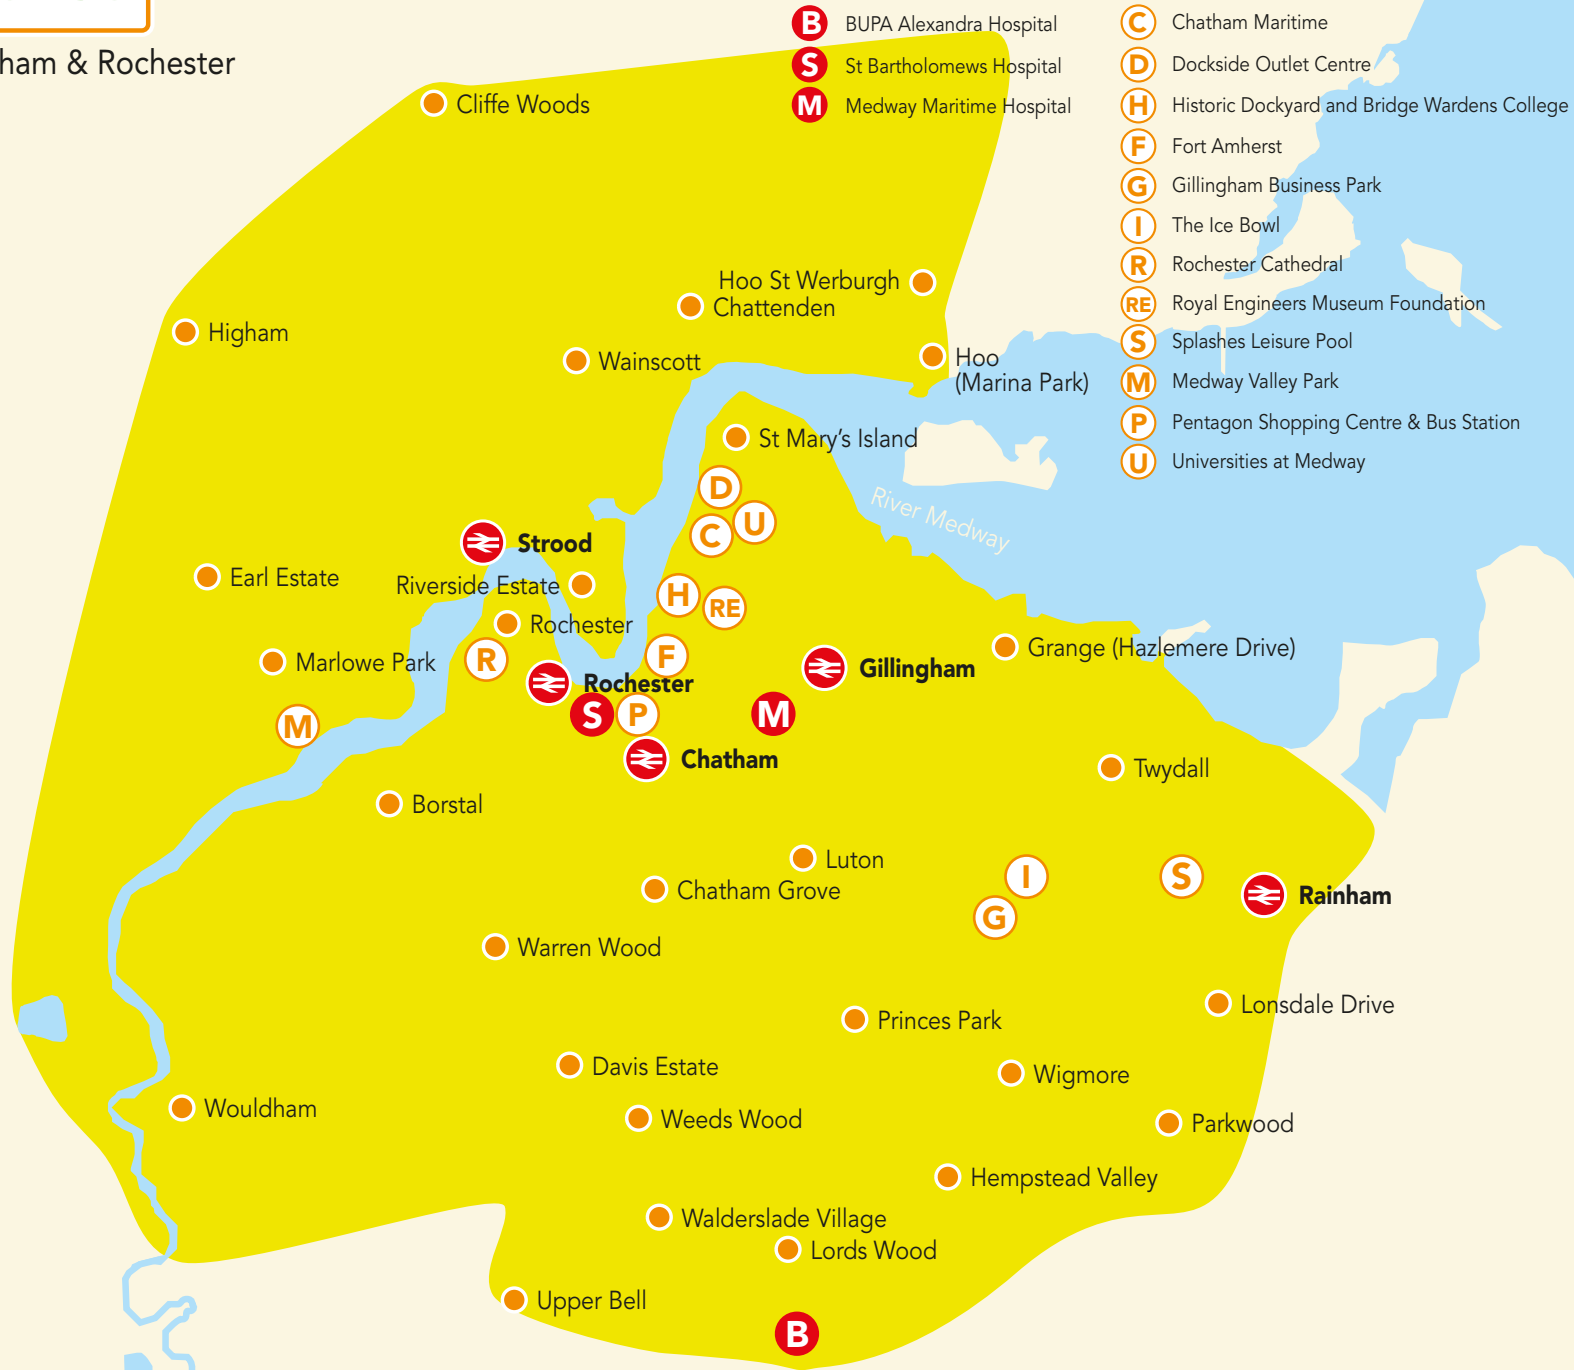 ham & Rochester
B BUPA Alexandra Hospital
S St Bartholomews Hospital
M Medway Maritime Hospital
C Chatham Maritime
D Dockside Outlet Centre
H Historic Dockyard and Bridge Wardens College
F Fort Amherst
G Gillingham Business Park
I The Ice Bowl
R Rochester Cathedral
RE Royal Engineers Museum Foundation
S Splashes Leisure Pool
M Medway Valley Park
P Pentagon Shopping Centre & Bus Station
U Universities at Medway
Cliffe Woods
Hoo St Werburgh
Chattenden
Higham
Wainscott
Hoo
(Marina Park)
St Mary's Island
D
River Medway
U
C
Strood
Earl Estate
Riverside Estate
H
RE
Rochester
Grange (Hazlemere Drive)
Marlowe Park
R
F
Gillingham
Rochester
S
P
M
M
Chatham
Twydall
Borstal
Luton
Chatham Grove
I
S
Rainham
G
Warren Wood
Lonsdale Drive
Princes Park
Davis Estate
Wigmore
Wouldham
Weeds Wood
Parkwood
Hempstead Valley
Walderslade Village
Lords Wood
Upper Bell
B